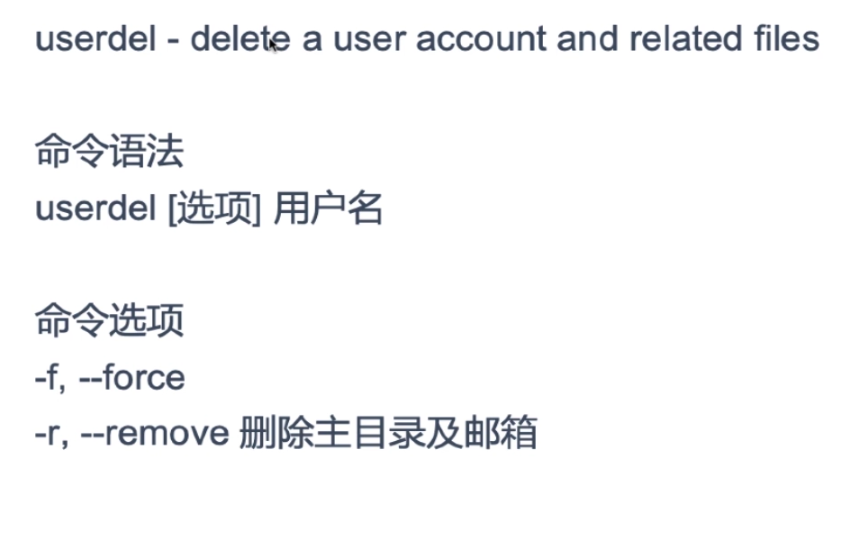 userdel - delete a user account and related files
命令语法
userdel [选项] 用户名
命令选项
-f, --force
-r, --remove 删除主目录及邮箱